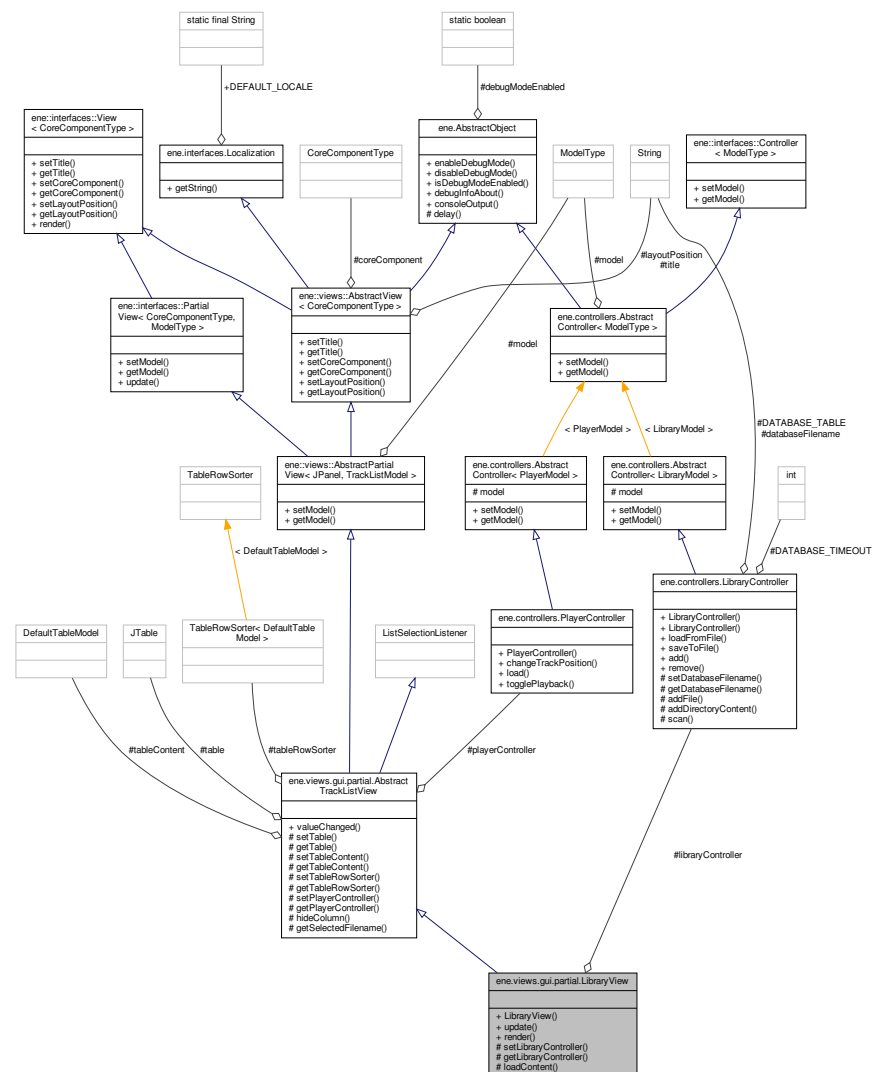 static final String
static boolean
+DEFAULT_LOCALE
#debugModeEnabled
ene::interfaces::View
< CoreComponentType >
+ setTitle()
+ getTitle()
+ setCoreComponent()
+ getCoreComponent()
+ setLayoutPosition()
+ getLayoutPosition()
+ render()
ene.interfaces.Localization
+ getString()
CoreComponentType
ene.AbstractObject
+ enableDebugMode()
+ disableDebugMode()
+ isDebugModeEnabled()
+ debugInfoAbout()
+ consoleOutput()
# delay()
ModelType
String
ene::interfaces::Controller
< ModelType >
+ setModel()
+ getModel()
#coreComponent
#model
#layoutPosition
#title
ene::interfaces::Partial
View< CoreComponentType,
ModelType >
+ setModel()
+ getModel()
+ update()
ene::views::AbstractView
< CoreComponentType >
+ setTitle()
+ getTitle()
+ setCoreComponent()
+ getCoreComponent()
+ setLayoutPosition()
+ getLayoutPosition()
#model
ene.controllers.Abstract
Controller< ModelType >
+ setModel()
+ getModel()
< PlayerModel >
< LibraryModel >
#DATABASE_TABLE
#databaseFilename
TableRowSorter
ene::views::AbstractPartial
View< JPanel, TrackListModel >
+ setModel()
+ getModel()
ene.controllers.Abstract
Controller< PlayerModel >
# model
+ setModel()
+ getModel()
ene.controllers.Abstract
Controller< LibraryModel >
# model
+ setModel()
+ getModel()
int
< DefaultTableModel >
#DATABASE_TIMEOUT
DefaultTableModel
JTable
TableRowSorter< DefaultTable
Model >
ListSelectionListener
ene.controllers.PlayerController
+ PlayerController()
+ changeTrackPosition()
+ load()
+ togglePlayback()
ene.controllers.LibraryController
+ LibraryController()
+ LibraryController()
+ loadFromFile()
+ saveToFile()
+ add()
+ remove()
# setDatabaseFilename()
# getDatabaseFilename()
# addFile()
# addDirectoryContent()
# scan()
#tableContent
#table
#tableRowSorter
#playerController
ene.views.gui.partial.Abstract
TrackListView
+ valueChanged()
# setTable()
# getTable()
# setTableContent()
# getTableContent()
# setTableRowSorter()
# getTableRowSorter()
# setPlayerController()
# getPlayerController()
# hideColumn()
# getSelectedFilename()
#libraryController
ene.views.gui.partial.LibraryView
+ LibraryView()
+ update()
+ render()
# setLibraryController()
# getLibraryController()
# loadContent()